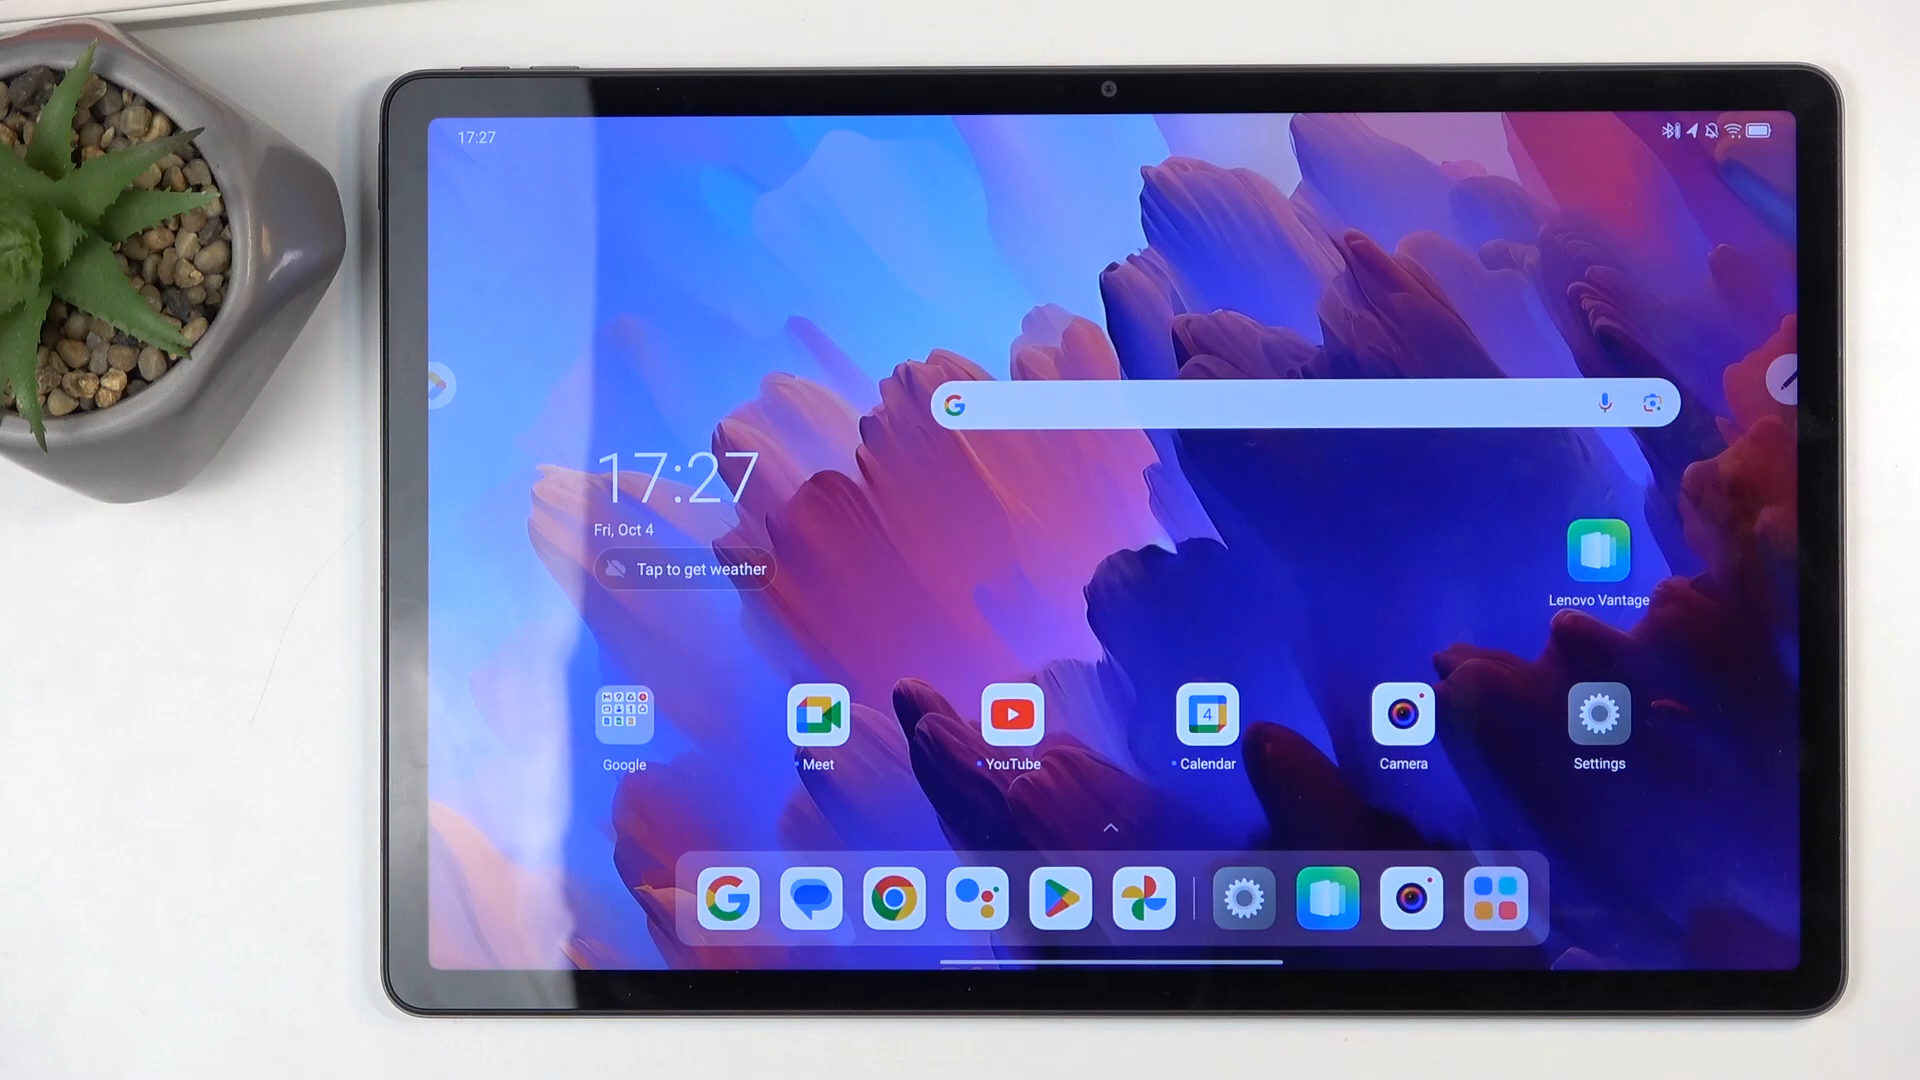 17:27
17:27
Fri, Oct 4
Tap to get weather
Lenovo Vantage
Google
Meet
YouTube
4
Calendar
Camera
Settings